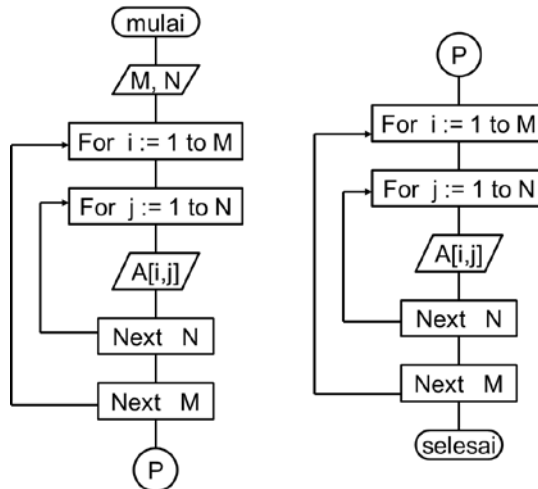 mulai
M, N
For i := 1 to M
For j := 1 to N
A[i,j]
Next N
Next M
P
P
For i := 1 to M
For j := 1 to N
A[i,j]
Next N
Next M
selesai